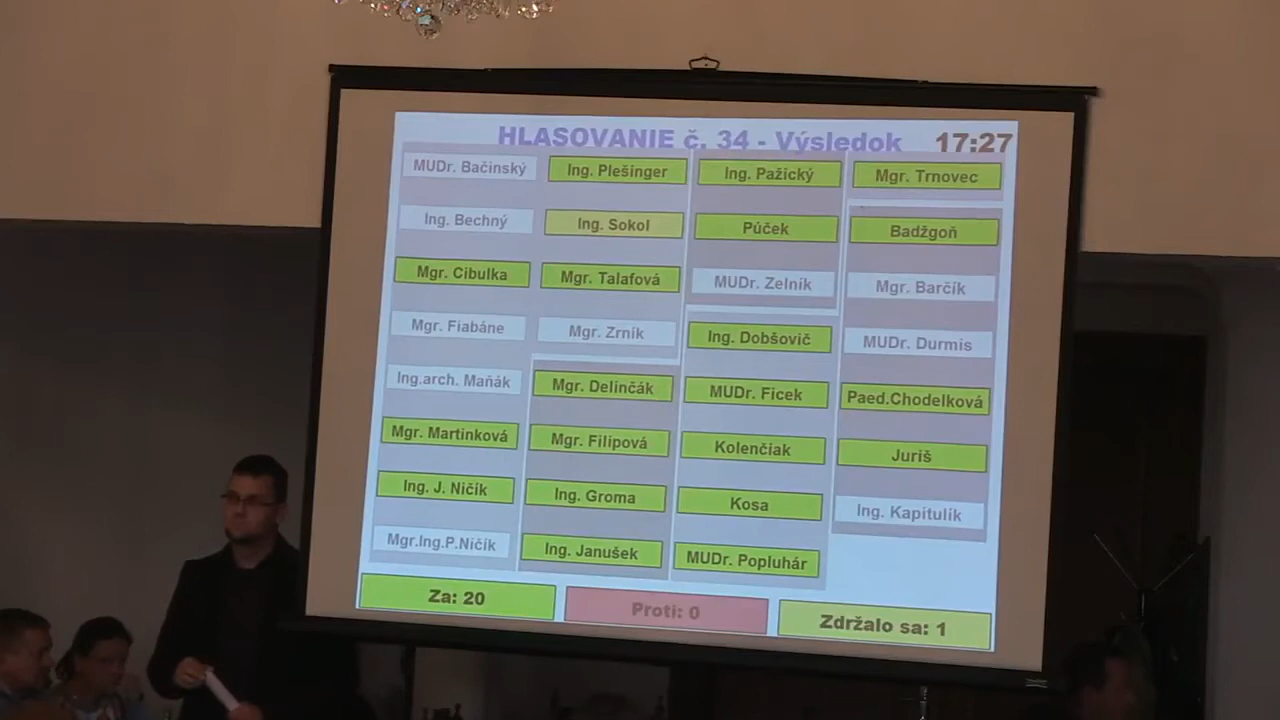 HLASOVANIE č. 34 - Výsledok 17:27
MUDr. Bačinský Ing. Plešinger Ing. Pažický Mgr. Trnovec
Ing. Bechný Ing. Sokol Púček Badžgoň
Mgr. Cibulka Mgr. Talafová MUDr. Zelník Mgr. Barčík
Mgr. Fiabáne Mgr. Zrník Ing. Dobšovič MUDr. Durmis
Ing.arch. Maňák Mgr. Delinčák MUDr. Ficek Paed.Chodelková
Mgr. Martinková Mgr. Filipová Kolenčiak Juriš
Ing. J. Ničík Ing. Groma Kosa Ing. Kapitulík
Mgr.Ing.P.Ničík Ing. Janušek MUDr. Popluhár
Za: 20 Proti: 0 Zdržalo sa: 1